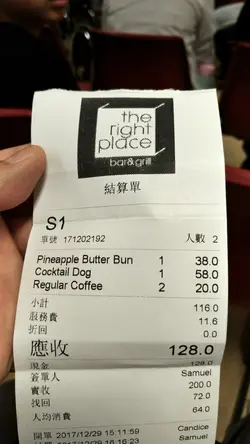 the
right
place
bar&grill
結算單
S1
單號 171202192 人數 2
Pineapple Butter Bun 1 38.0
Cocktail Dog 1 58.0
Regular Coffee 2 20.0
小計 116.0
服務費 11.6
折回 0.0
應收 128.0
現金 128.0
簽單人 Samuel
實收 200.0
找回 72.0
人均消費 64.0
開單 2017/12/29 15:11:59 Candice
2017/12/29 16:16:23 Samuel